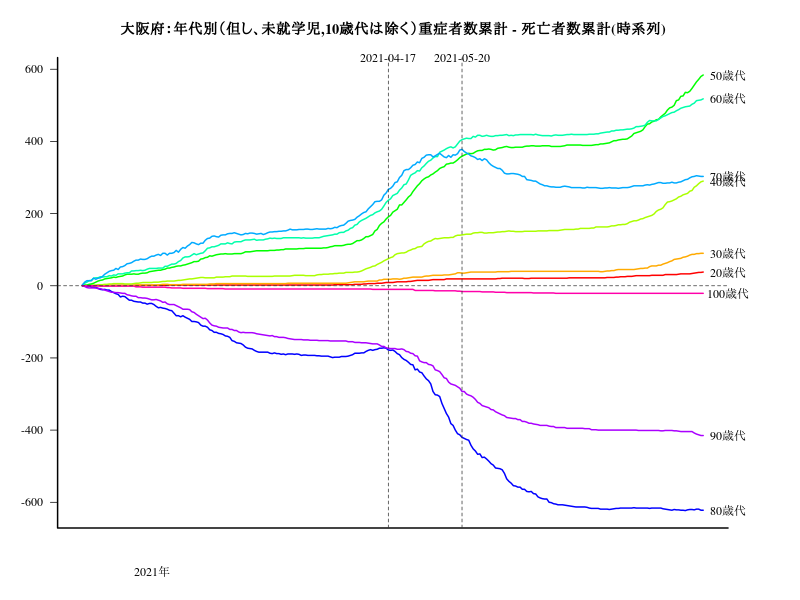 大阪府：年代別（但し、未就学児,10歳代は除く）重症者数累計 - 死亡者数累計(時系列)
2021-04-17 2021-05-20
600
400
200
0
-200
-400
-600
50歳代
60歳代
70歳代
40歳代
30歳代
20歳代
100歳代
90歳代
80歳代
2021年